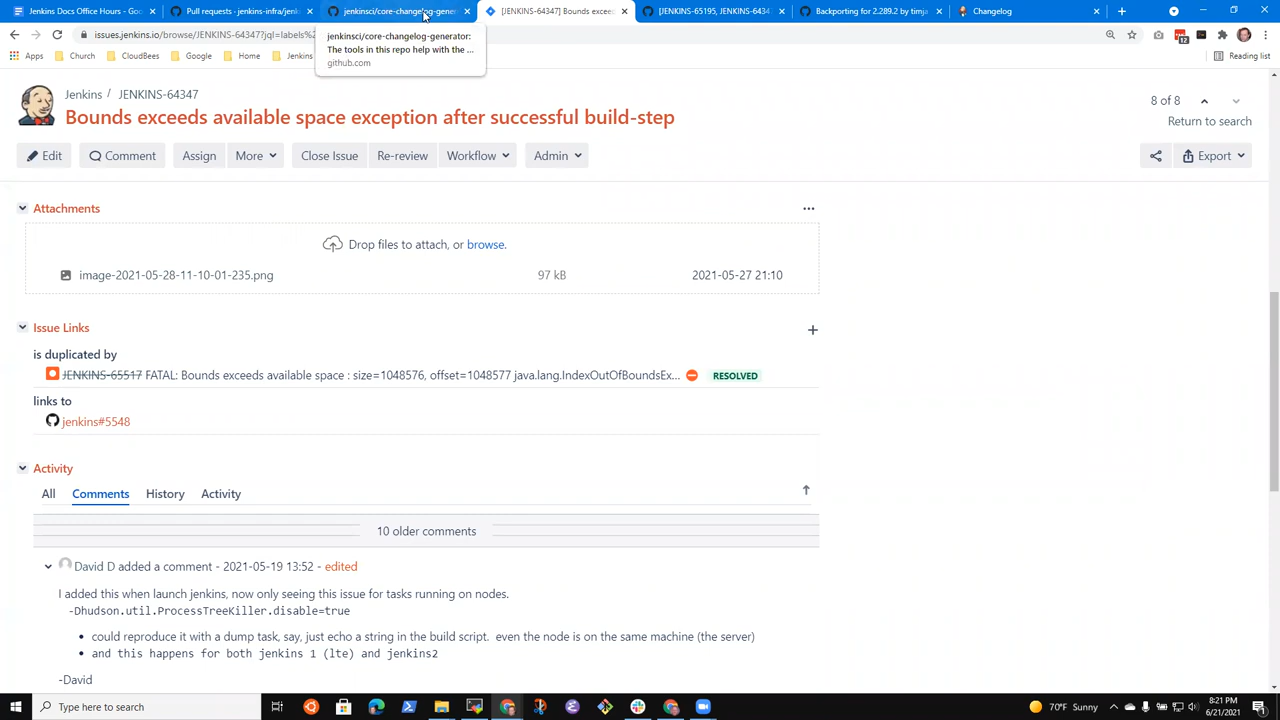 Jenkins Docs Office Hours - Goo
Pull requests · jenkins-infra/jenk
jenkinsci/core-changelog-gener
[JENKINS-64347] Bounds exceed
[JENKINS-65195, JENKINS-6434
Backporting for 2.289.2 by timja
Changelog
issues.jenkins.io/browse/JENKINS-64347?jql=labels%2
12
Apps
Church
CloudBees
Google
Home
Jenkins
Reading list
jenkinsci/core-changelog-generator:
The tools in this repo help with the ...
github.com
Jenkins / JENKINS-64347
Bounds exceeds available space exception after successful build-step
8 of 8
Return to search
Edit
Comment
Assign
More
Close Issue
Re-review
Workflow
Admin
Export
Attachments
Drop files to attach, or browse.
image-2021-05-28-11-10-01-235.png 97 kB 2021-05-27 21:10
Issue Links
is duplicated by
JENKINS-65517 FATAL: Bounds exceeds available space : size=1048576, offset=1048577 java.lang.IndexOutOfBoundsEx... RESOLVED
links to
jenkins#5548
Activity
All Comments History Activity
10 older comments
David D added a comment - 2021-05-19 13:52 - edited
I added this when launch jenkins, now only seeing this issue for tasks running on nodes.
-Dhudson.util.ProcessTreeKiller.disable=true
• could reproduce it with a dump task, say, just echo a string in the build script. even the node is on the same machine (the server)
• and this happens for both jenkins 1 (lte) and jenkins2
-David
Type here to search
70°F Sunny
8:21 PM
6/21/2021
1